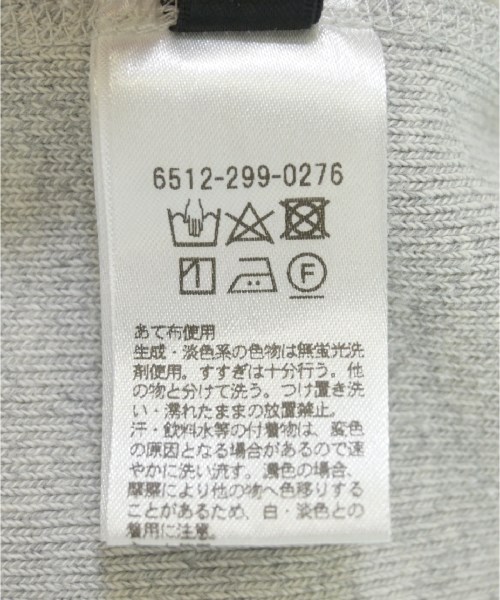 6512-299-0276
F
あて布使用
生成・淡色系の色物は無蛍光洗
剤使用。すすぎは十分行う。他
の物と分けて洗う。つけ置き洗
い・濡れたままの放置禁止。
汗・飲料水等の付着物は、変色
の原因となる場合があるので速
やかに洗い流す。濃色の場合、
摩擦により他の物へ色移りする
ことがあるため、白・淡色との
着用に注意。